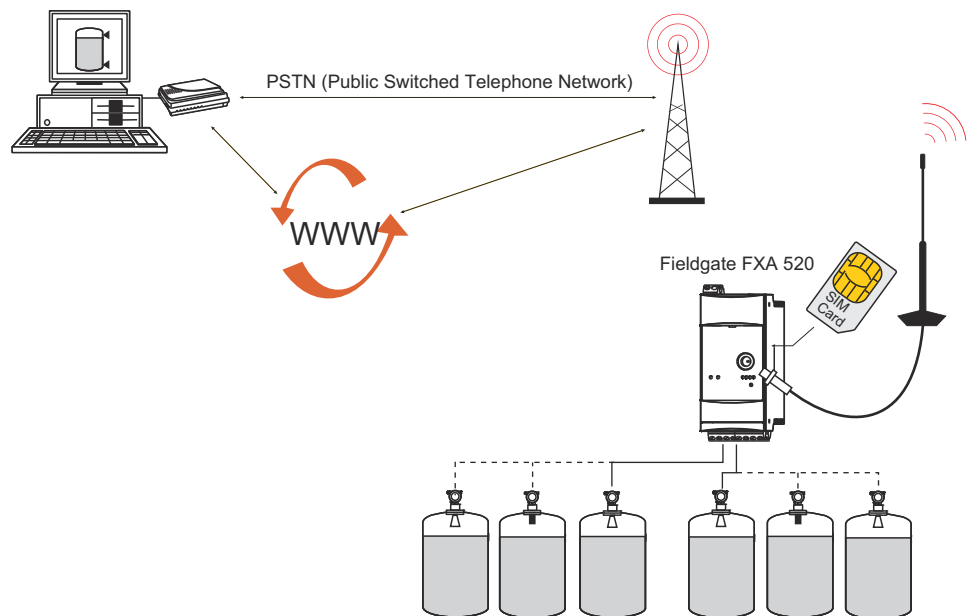 PSTN (Public Switched Telephone Network)
WWW
Fieldgate FXA 520
SIM
Card